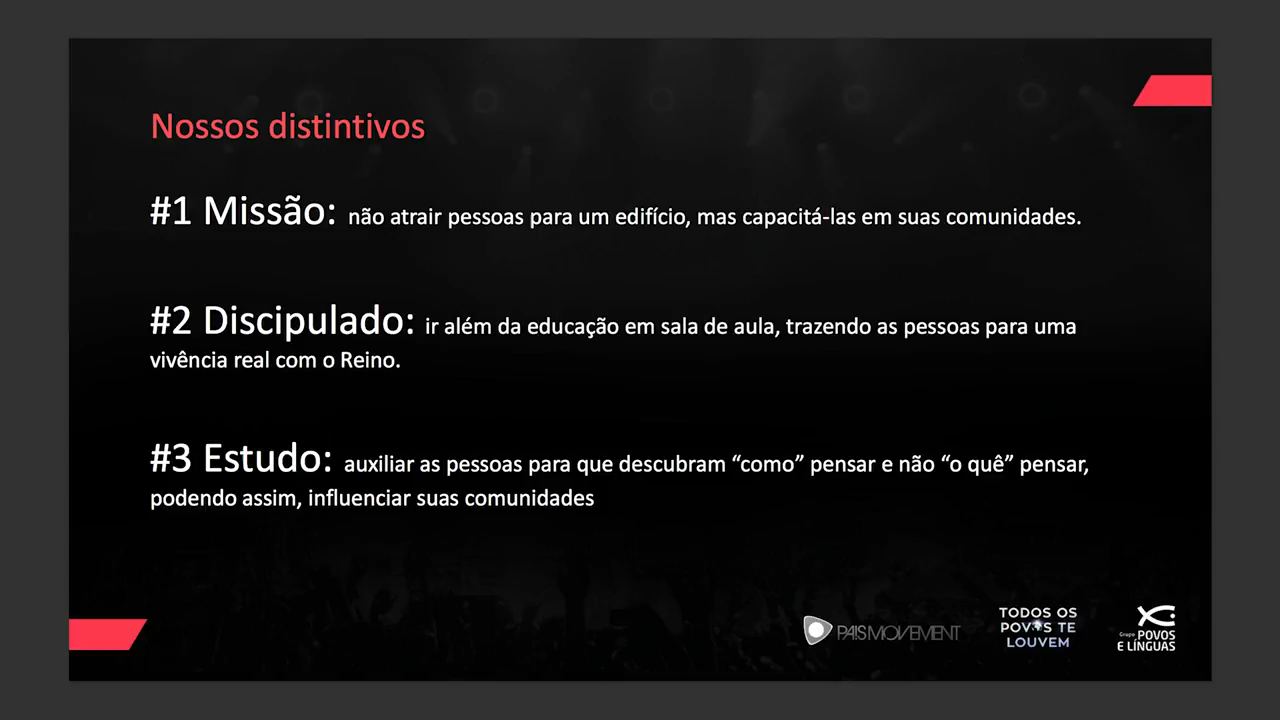 Nossos distintivos
#1 Missão: não atrair pessoas para um edifício, mas capacitá-las em suas comunidades.
#2 Discipulado: ir além da educação em sala de aula, trazendo as pessoas para uma
vivência real com o Reino.
#3 Estudo: auxiliar as pessoas para que descubram “como” pensar e não “o quê” pensar,
podendo assim, influenciar suas comunidades
PAIS MOVEMENT
TODOS OS
POVOS TE
LOUVEM
Grupo POVOS
E LÍNGUAS